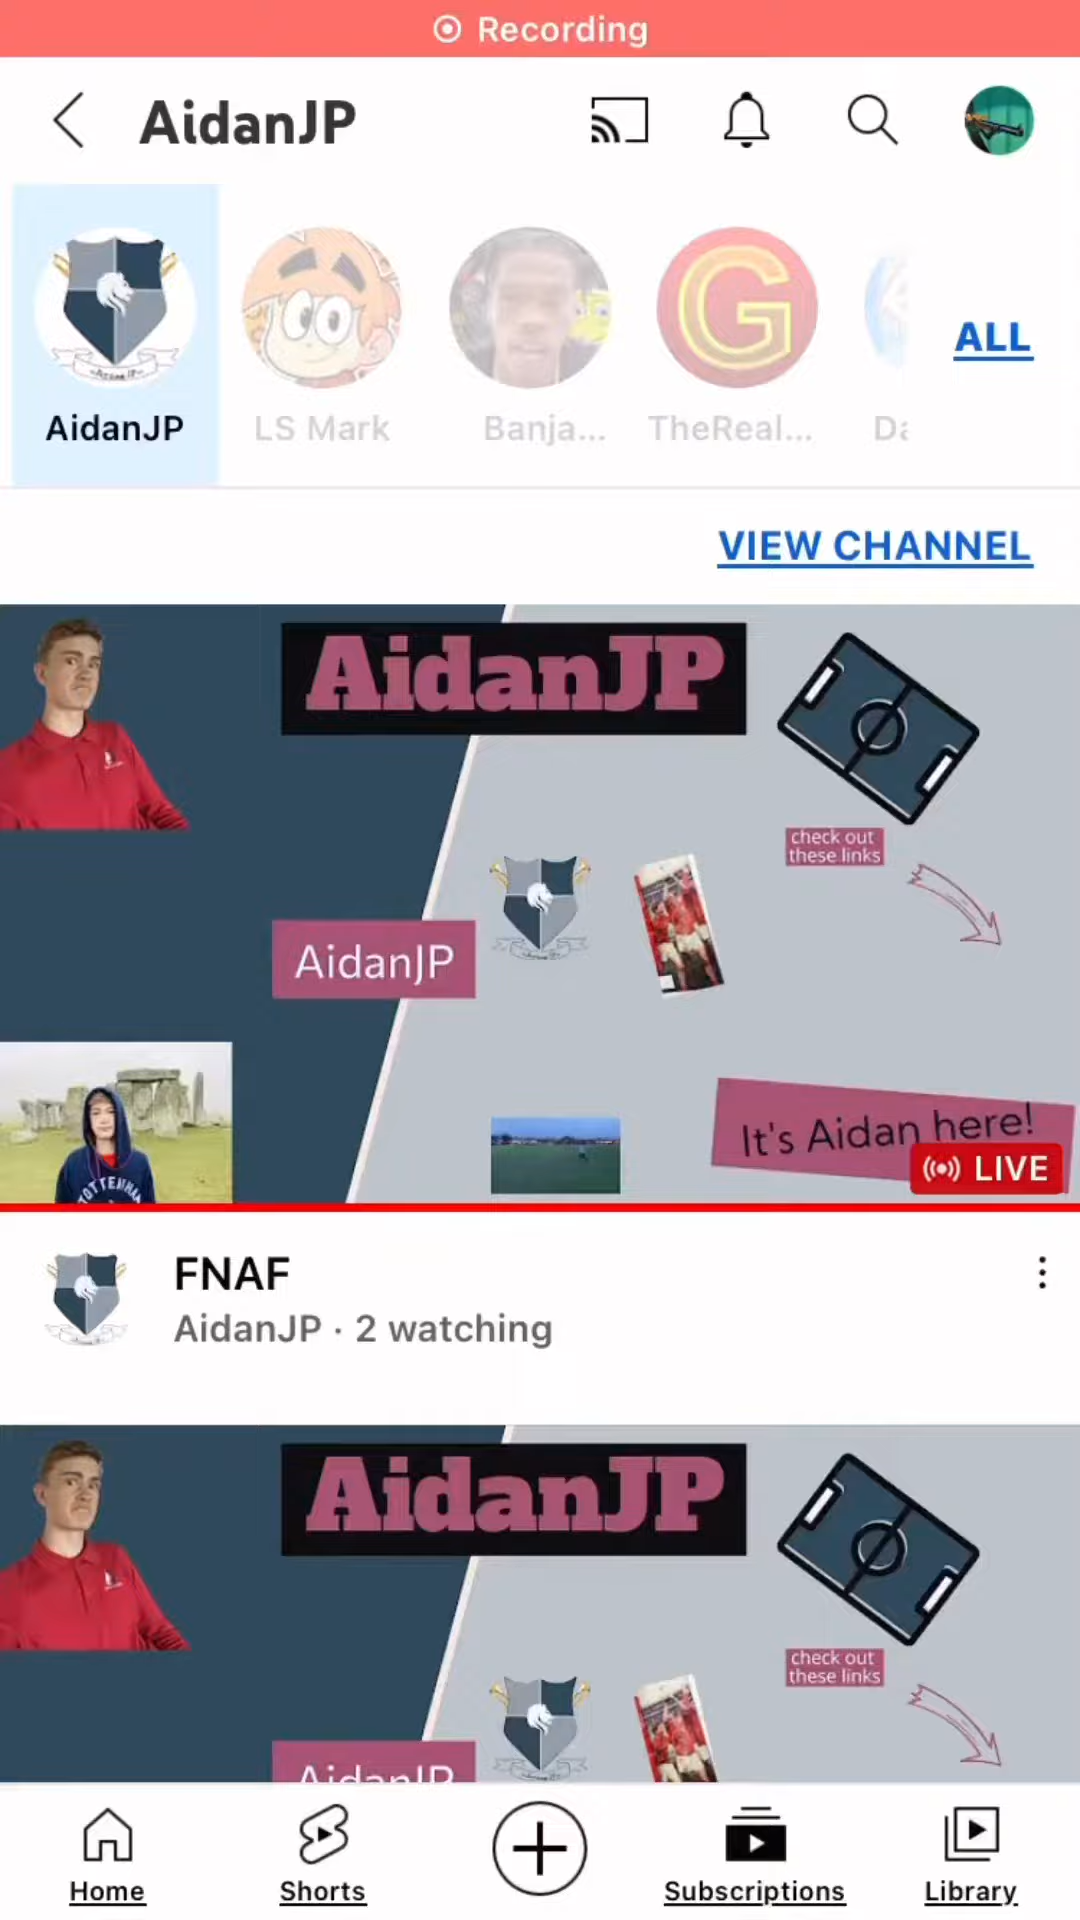 Recording
AidanJP
AidanJP
LS Mark
Banja...
TheReal...
ALL
VIEW CHANNEL
AidanJP
check out
these links
AidanJP
It's Aidan here!
LIVE
FNAF
AidanJP · 2 watching
AidanJP
check out
these links
AidanJP
Home
Shorts
Subscriptions
Library